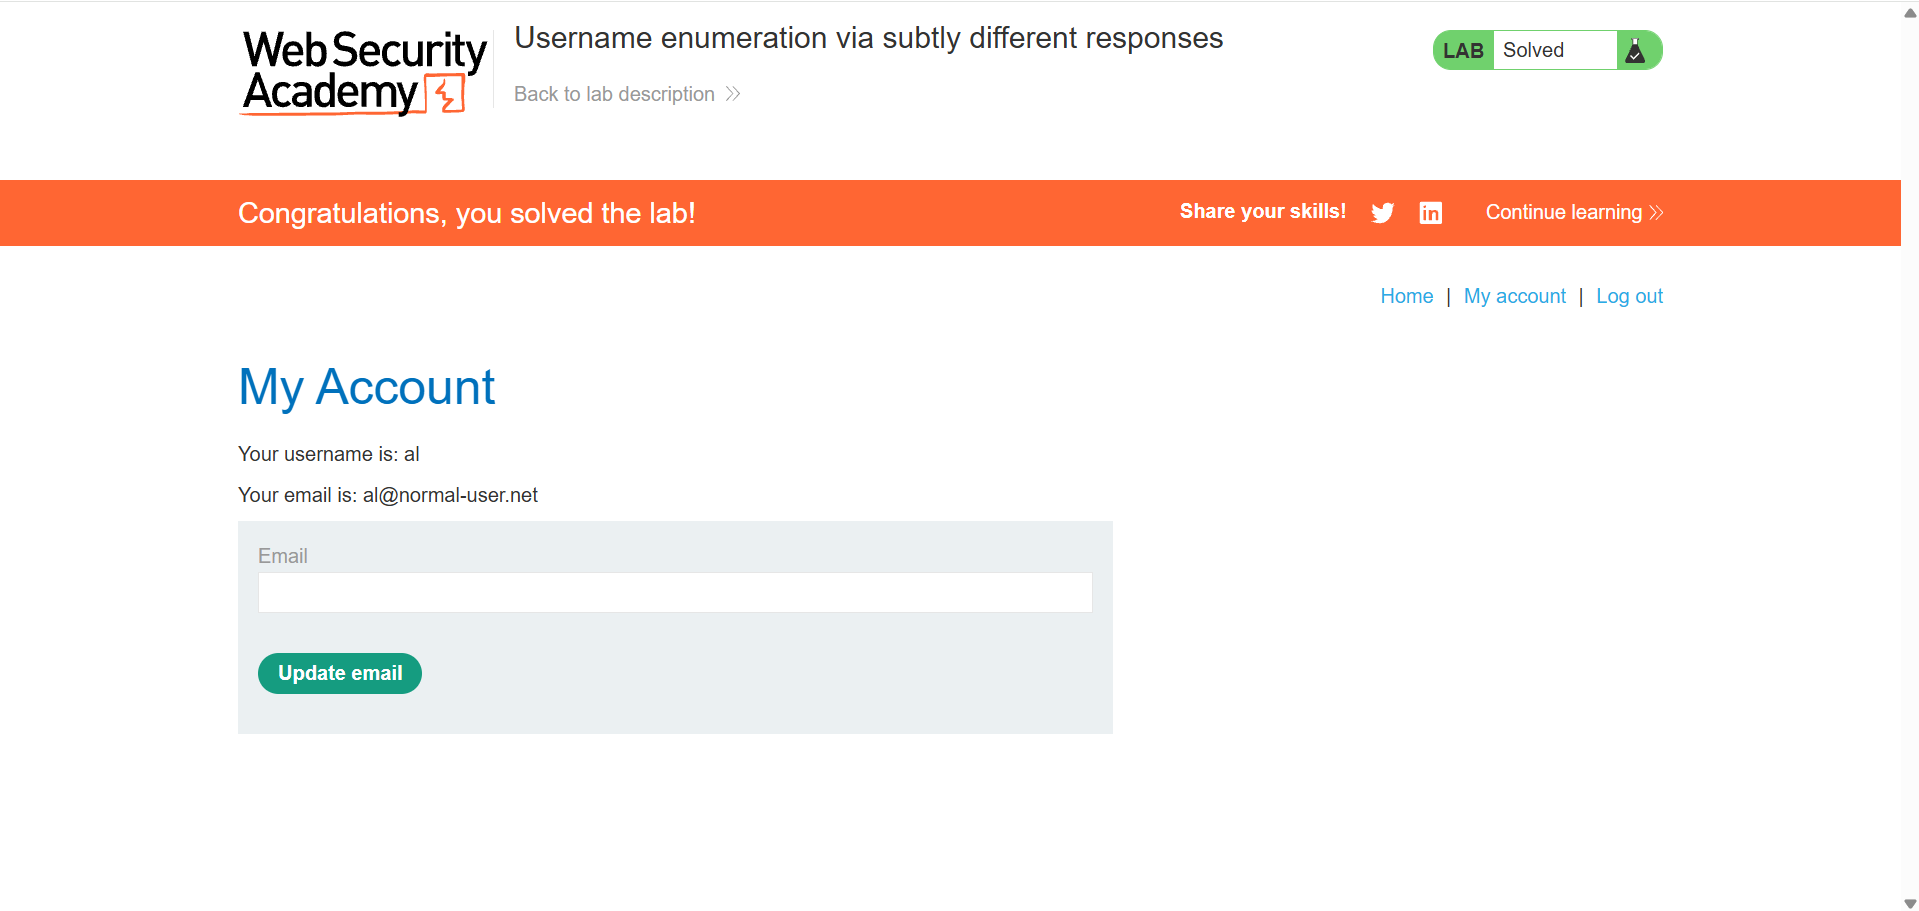 Web Security
Academy
Username enumeration via subtly different responses
Back to lab description
LAB Solved
Congratulations, you solved the lab!
Share your skills!
Continue learning
Home | My account | Log out
My Account
Your username is: al
Your email is: al@normal-user.net
Email
Update email